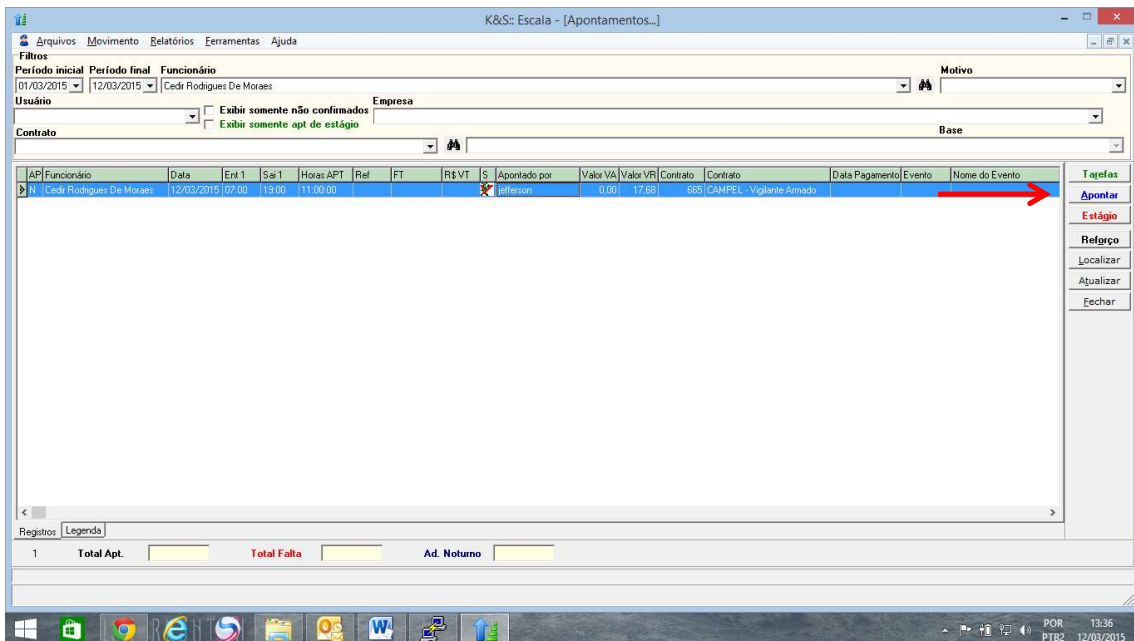 K&S:: Escala - [Apontamentos...]
Arquivos Movimento Relatórios Ferramentas Ajuda
Filtros
Período inicial Período final Funcionário Motivo
01/03/2015 12/03/2015 Cedir Rodrigues De Moraes
Usuário Exibir somente não confirmados Empresa
Exibir somente apt de estágio
Contrato Base
AP Funcionário Data Ent 1 Sai 1 Horas APT Ref FT R$ VT S Apontado por Valor VA Valor VR Contrato Contrato Data Pagamento Evento Nome do Evento
N Cedir Rodrigues De Moraes 12/03/2015 07:00 19:00 11:00:00 jefferson 0,00 17,68 665 CAMPEL - Vigilante Armado
Tarefas
Apontar
Estágio
Reforço
Localizar
Atualizar
Fechar
Registros Legenda
1 Total Apt. Total Falta Ad. Noturno
POR 13:36
PTB2 12/03/2015